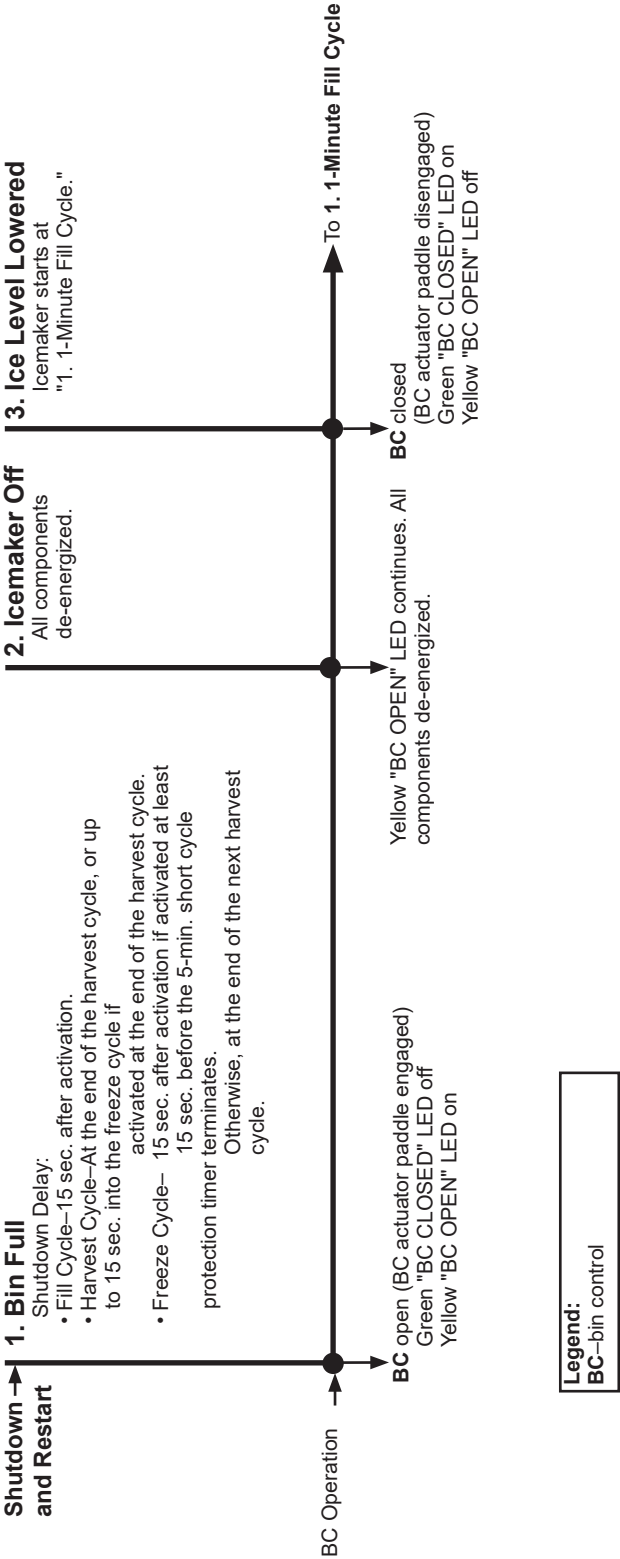 Shutdown
and Restart
1. Bin Full
Shutdown Delay:
• Fill Cycle–15 sec. after activation.
• Harvest Cycle–At the end of the harvest cycle, or up
to 15 sec. into the freeze cycle if
activated at the end of the harvest cycle.
• Freeze Cycle– 15 sec. after activation if activated at least
15 sec. before the 5-min. short cycle
protection timer terminates.
Otherwise, at the end of the next harvest
cycle.
2. Icemaker Off
All components
de-energized.
3. Ice Level Lowered
Icemaker starts at
"1. 1-Minute Fill Cycle."
BC Operation
To 1. 1-Minute Fill Cycle
BC open (BC actuator paddle engaged)
Green "BC CLOSED" LED off
Yellow "BC OPEN" LED on
Yellow "BC OPEN" LED continues. All
components de-energized.
BC closed
(BC actuator paddle disengaged)
Green "BC CLOSED" LED on
Yellow "BC OPEN" LED off
Legend:
BC–bin control